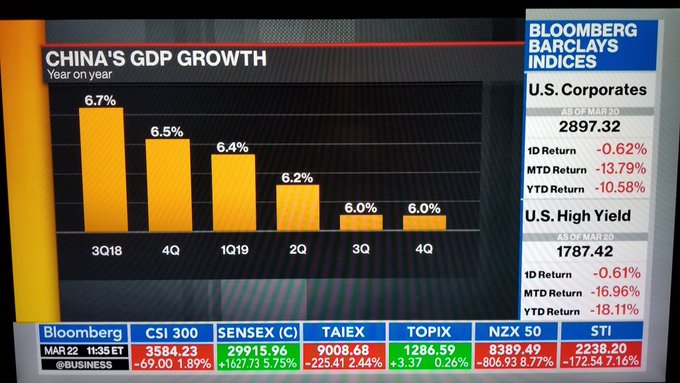 CHINA'S GDP GROWTH
Year on year
6.7%
6.5%
6.4%
6.2%
6.0%
6.0%
3Q18
4Q
1Q19
2Q
3Q
4Q
BLOOMBERG
BARCLAYS
INDICES
U.S. Corporates
AS OF MAR 20
2897.32
1D Return -0.62%
MTD Return -13.79%
YTD Return -10.58%
U.S. High Yield
AS OF MAR 20
1787.42
1D Return -0.61%
MTD Return -16.96%
YTD Return -18.11%
Bloomberg
MAR 22 11:35 ET
@BUSINESS
CSI 300
3584.23
-69.00 1.89%
SENSEX (C)
29915.96
+1627.73 5.75%
TAIEX
9008.68
-225.41 2.44%
TOPIX
1286.59
+3.37 0.26%
NZX 50
8389.49
-806.93 8.77%
STI
2238.20
-172.54 7.16%